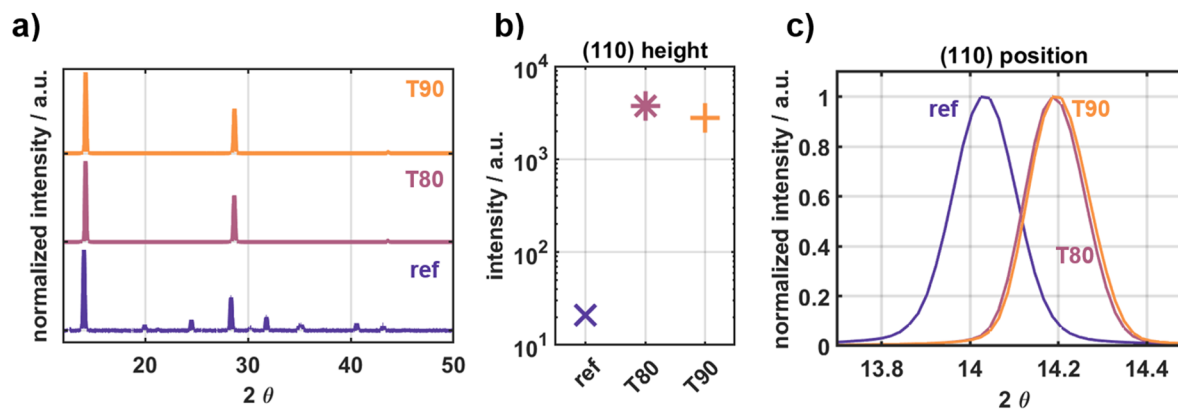 a)
normalized intensity / a.u.
T90
T80
ref
20
30
40
50
2 θ
b)
(110) height
intensity / a.u.
10^4
10^3
10^2
10^1
ref
T80
T90
c)
(110) position
normalized intensity / a.u.
1
0.8
0.6
0.4
0.2
0
ref
T90
T80
13.8
14
14.2
14.4
2 θ